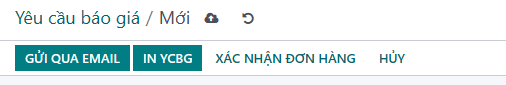 Yêu cầu báo giá / Mới
GỬI QUA EMAIL IN YCBG XÁC NHẬN ĐƠN HÀNG HỦY